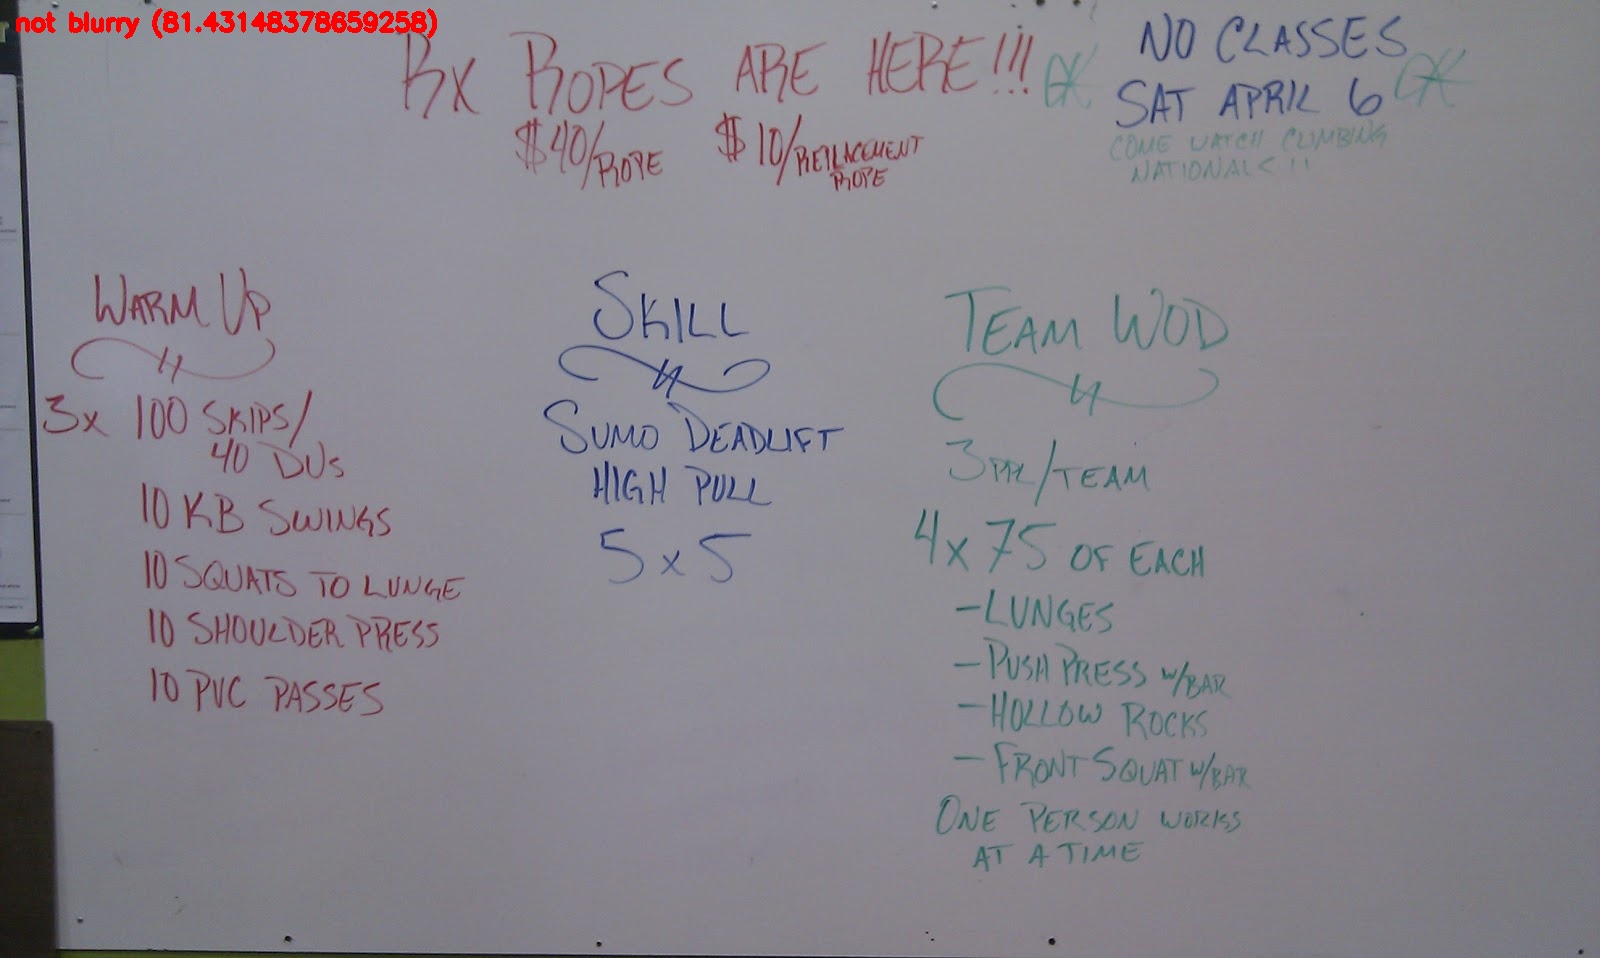 not blurry (81.43148378659258)
Rx ROPES ARE HERE!!!
$40/ROPE $10/REPLACEMENT
ROPE
NO CLASSES
SAT APRIL 6
COME WATCH CLIMBING
NATIONALS!!
WARM UP
3x 100 SKIPS/
40 DUs
10 KB SWINGS
10 SQUATS TO LUNGE
10 SHOULDER PRESS
10 PVC PASSES
SKILL
SUMO DEADLIFT
HIGH PULL
5 x 5
TEAM WOD
3 PPL/TEAM
4 x 75 OF EACH
- LUNGES
- PUSH PRESS w/BAR
- HOLLOW ROCKS
- FRONT SQUAT w/BAR
ONE PERSON WORKS
AT A TIME